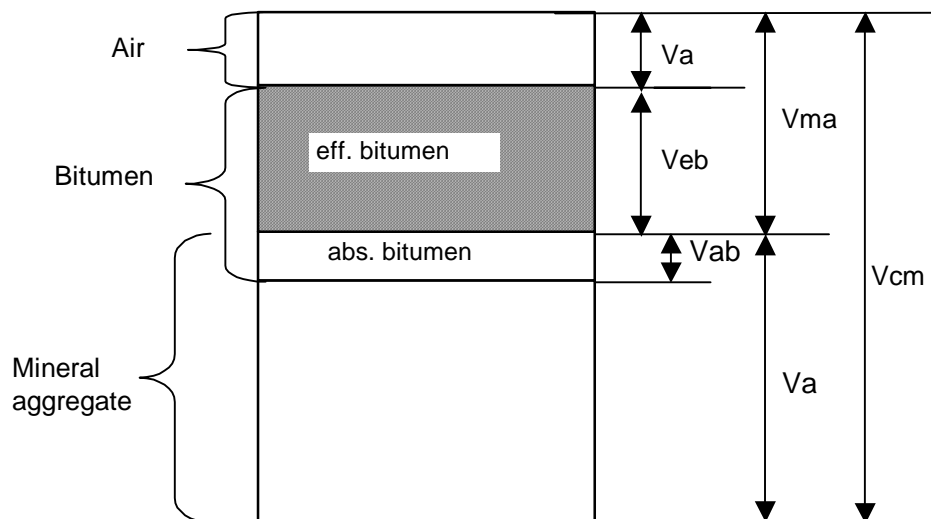 Air
Va
Vma
eff. bitumen
Veb
Bitumen
abs. bitumen
Vab
Vcm
Mineral
aggregate
Va